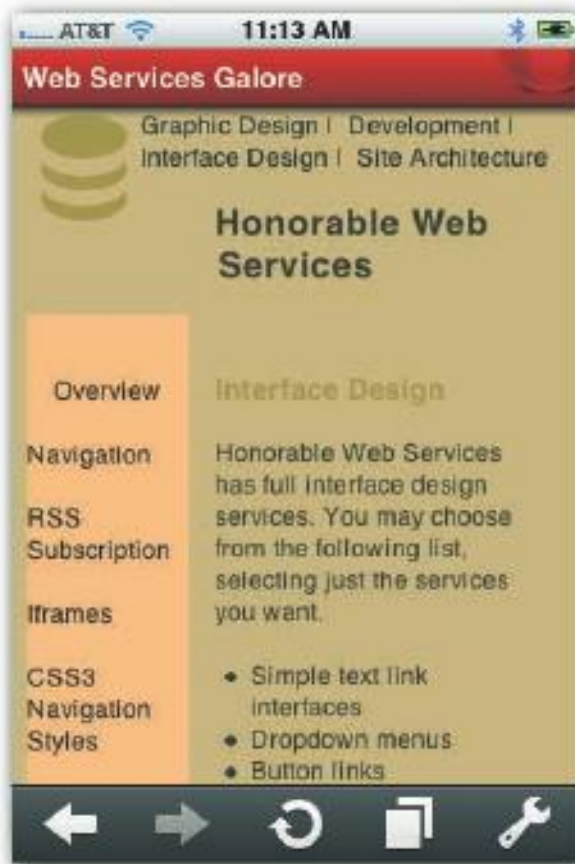 AT&T 11:13 AM
Web Services Galore
Graphic Design | Development |
Interface Design | Site Architecture
Honorable Web
Services
Overview
Navigation
RSS
Subscription
Iframes
CSS3
Navigation
Styles
Interface Design
Honorable Web Services
has full interface design
services. You may choose
from the following list,
selecting just the services
you want.
• Simple text link
interfaces
• Dropdown menus
• Button links